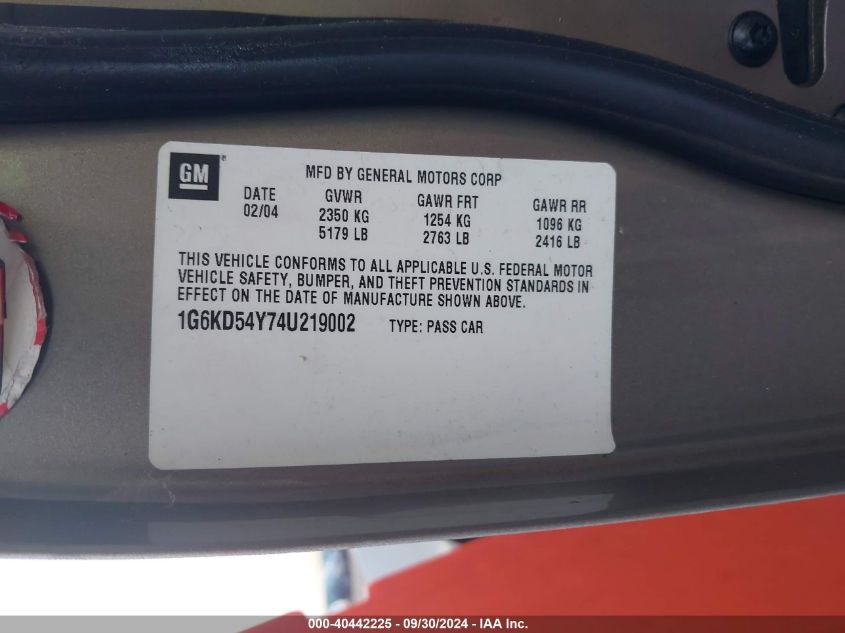 GM
MFD BY GENERAL MOTORS CORP
DATE GVWR GAWR FRT GAWR RR
02/04 2350 KG 1254 KG 1096 KG
5179 LB 2763 LB 2416 LB
THIS VEHICLE CONFORMS TO ALL APPLICABLE U.S. FEDERAL MOTOR
VEHICLE SAFETY, BUMPER, AND THEFT PREVENTION STANDARDS IN
EFFECT ON THE DATE OF MANUFACTURE SHOWN ABOVE.
1G6KD54Y74U219002 TYPE: PASS CAR
000-40442225 - 09/30/2024 - IAA Inc.